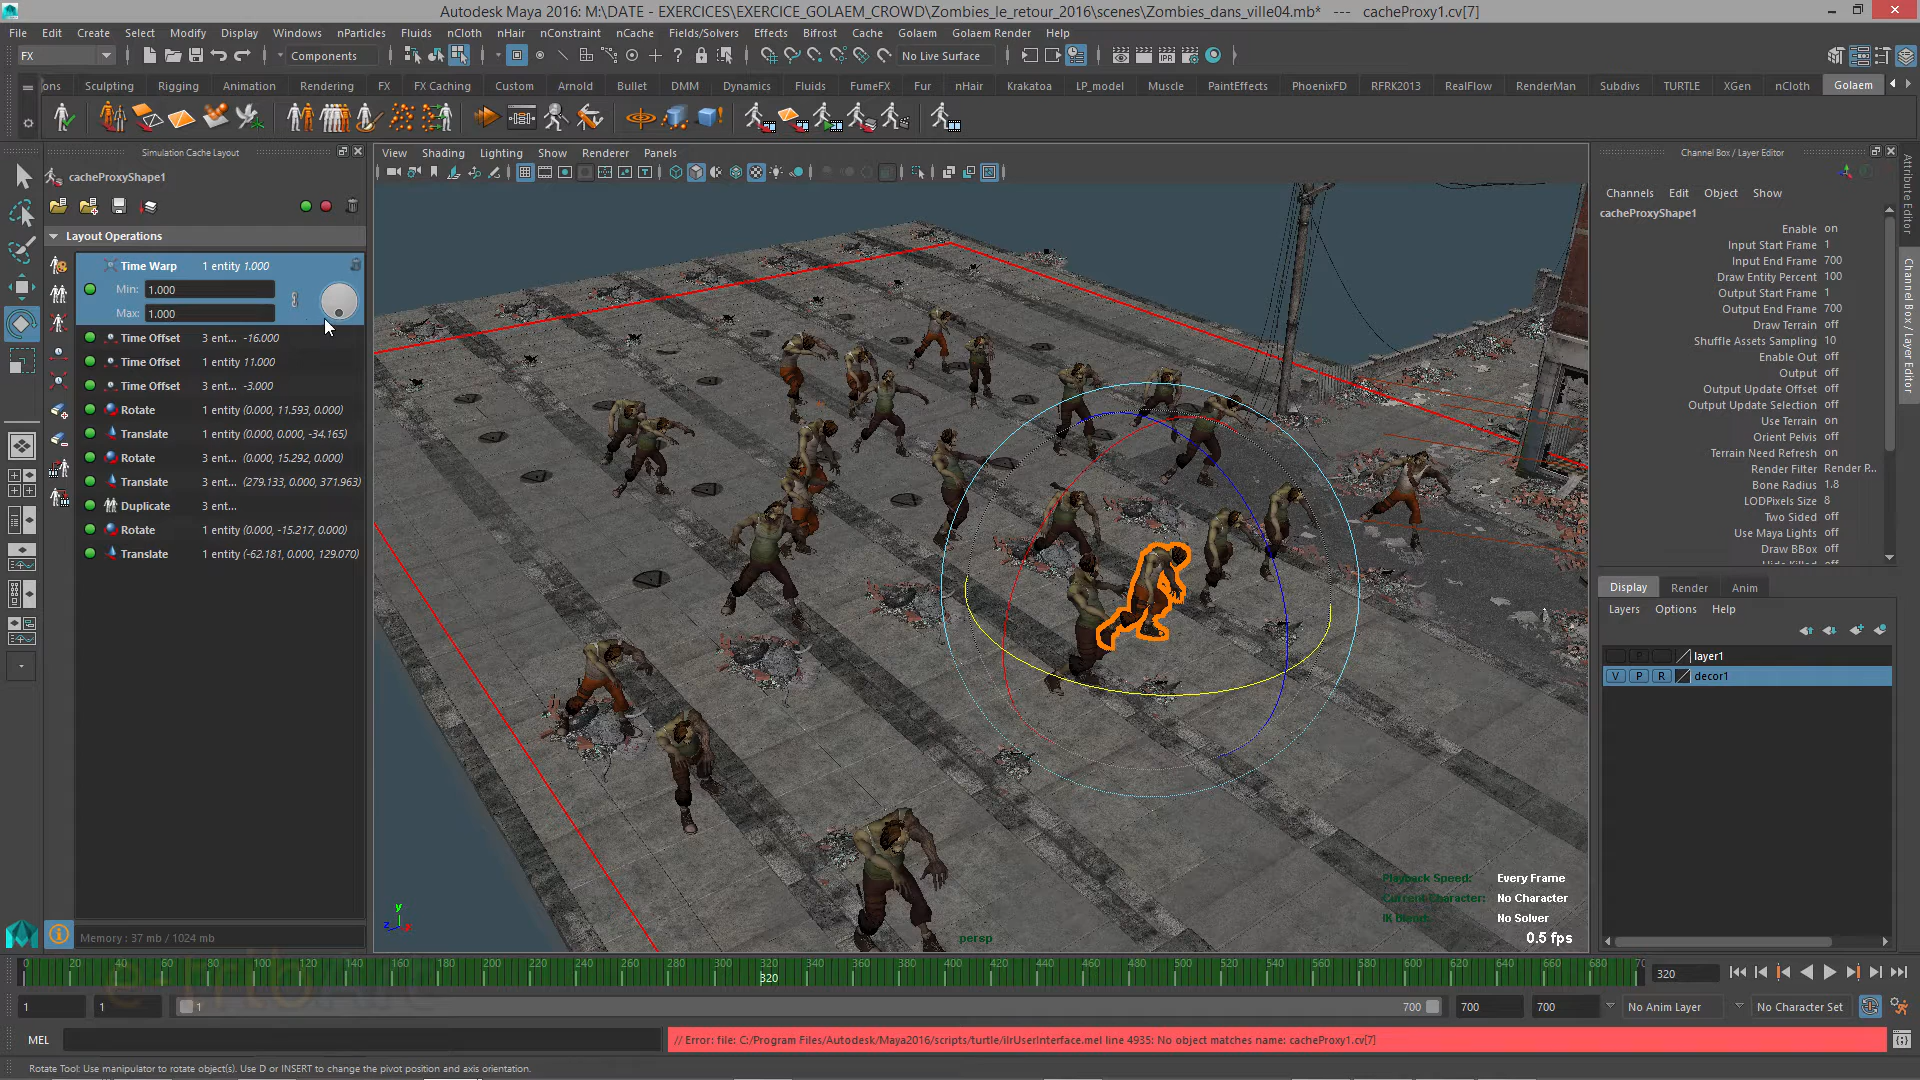 Autodesk Maya 2016: M:\DATE - EXERCICES\EXERCICE_GOLAEM_CROWD\Zombies_le_retour_2016\scenes\Zombies_dans_ville04.mb* --- cacheProxy1.cv[7]
File Edit Create Select Modify Display Windows nParticles Fluids nCloth nHair nConstraint nCache Fields/Solvers Effects Bifrost Cache Golaem Golaem Render Help
FX Components No Live Surface
ons Sculpting Rigging Animation Rendering FX FX Caching Custom Arnold Bullet DMM Dynamics Fluids FumeFX Fur nHair Krakatoa LP_model Muscle PaintEffects PhoenixFD RFRK2013 RealFlow RenderMan Subdivs TURTLE XGen nCloth Golaem
Simulation Cache Layout
cacheProxyShape1
Layout Operations
Time Warp 1 entity 1.000
Min: 1.000
Max: 1.000
Time Offset 3 ent... -16.000
Time Offset 1 entity 11.000
Time Offset 3 ent... -3.000
Rotate 1 entity (0.000, 11.593, 0.000)
Translate 1 entity (0.000, 0.000, -34.165)
Rotate 3 ent... (0.000, 15.292, 0.000)
Translate 3 ent... (279.133, 0.000, 371.963)
Duplicate 3 ent...
Rotate 1 entity (0.000, -15.217, 0.000)
Translate 1 entity (-62.181, 0.000, 129.070)
Memory : 37 mb / 1024 mb
View Shading Lighting Show Renderer Panels
Playback Speed: Every Frame
Current Character: No Character
IK Blend: No Solver
0.5 fps
persp
y
z x
Channel Box / Layer Editor
Channels Edit Object Show
cacheProxyShape1
Enable on
Input Start Frame 1
Input End Frame 700
Draw Entity Percent 100
Output Start Frame 1
Output End Frame 700
Draw Terrain off
Shuffle Assets Sampling 10
Enable Out off
Output off
Output Update Offset off
Output Update Selection off
Use Terrain on
Orient Pelvis off
Terrain Need Refresh on
Render Filter Render P...
Bone Radius 1.8
LODPixels Size 8
Two Sided off
Use Maya Lights off
Draw BBox off
Attribute Editor
Channel Box / Layer Editor
Display Render Anim
Layers Options Help
P layer1
V P R decor1
0 20 40 60 80 100 120 140 160 180 200 220 240 260 280 300 320 340 360 380 400 420 440 460 480 500 520 540 560 580 600 620 640 660 680 70
320
320
1 1 1 700 700 700 No Anim Layer No Character Set
MEL // Error: file: C:/Program Files/Autodesk/Maya2016/scripts/turtle/ilrUserInterface.mel line 4935: No object matches name: cacheProxy1.cv[7]
Rotate Tool: Use manipulator to rotate object(s). Use D or INSERT to change the pivot position and axis orientation.